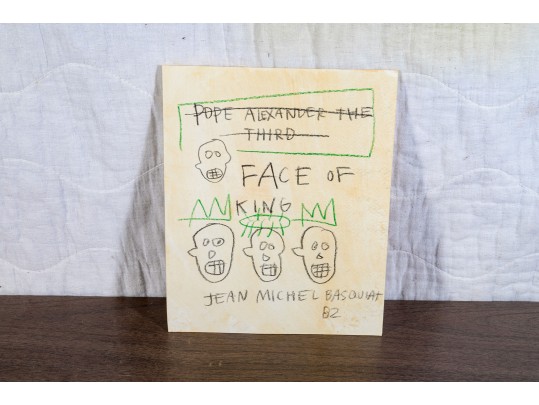 POPE ALEXANDER THE
THIRD
FACE OF
KING
JEAN MICHEL BASQUIAT
82